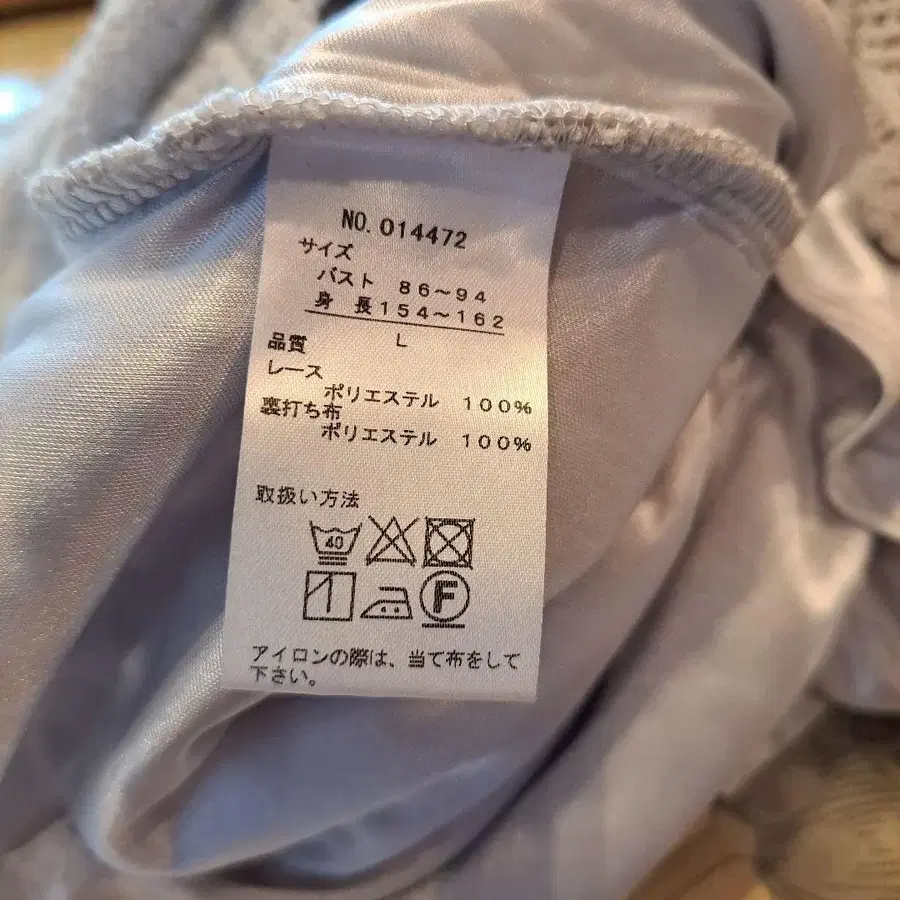 NO. 014472
サイズ
バスト 86〜94
身 長154〜162
L
品質
レース
ポリエステル 100%
裏打ち布
ポリエステル 100%
取扱い方法
40
F
アイロンの際は、当て布をして
下さい。